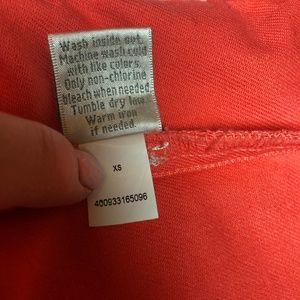 Wash inside out.
Machine wash cold
with like colors.
Only non-chlorine
bleach when needed.
Tumble dry low.
Warm iron
if needed.
XS
400933165096